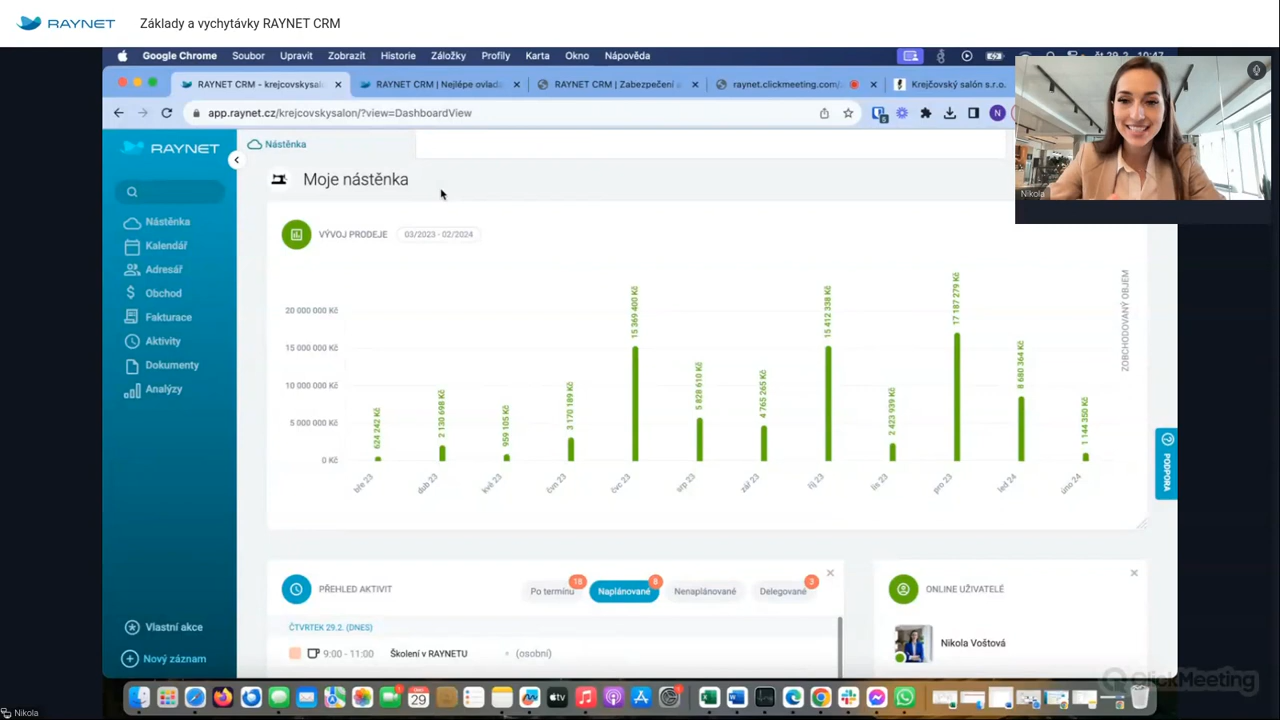 RAYNET
Základy a vychytávky RAYNET CRM
Google Chrome Soubor Upravit Zobrazit Historie Záložky Profily Karta Okno Nápověda
RAYNET CRM - krejcovskysalo
RAYNET CRM | Nejlépe ovlada
RAYNET CRM | Zabezpečení a
raynet.clickmeeting.com/
Krejčovský salón s.r.o.
app.raynet.cz/krejcovskysalon/?view=DashboardView
N
Nikola
RAYNET
Nástěnka
Moje nástěnka
Nástěnka
Kalendář
Adresář
Obchod
Fakturace
Aktivity
Dokumenty
Analýzy
Vlastní akce
Nový záznam
VÝVOJ PRODEJE
03/2023 - 02/2024
20 000 000 Kč
15 000 000 Kč
10 000 000 Kč
5 000 000 Kč
0 Kč
624 242 Kč
2 130 698 Kč
959 105 Kč
3 170 189 Kč
15 369 400 Kč
5 828 610 Kč
4 765 265 Kč
15 412 338 Kč
2 423 939 Kč
17 187 279 Kč
8 680 364 Kč
1 144 350 Kč
bře 23
dub 23
kvě 23
čvn 23
čvc 23
srp 23
zář 23
říj 23
lis 23
pro 23
led 24
úno 24
ZOBCHODOVANÝ OBJEM
PODPORA
PŘEHLED AKTIVIT
Po termínu
Naplánované 8
Nenaplánované
Delegované 3
ČTVRTEK 29.2. (DNES)
9:00 - 11:00 Školení v RAYNETU (osobní)
ONLINE UŽIVATELÉ
Nikola Voštová
ClickMeeting
29
Nikola